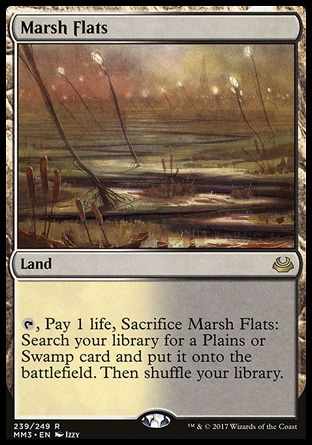 Marsh Flats
Land
, Pay 1 life, Sacrifice Marsh Flats:
Search your library for a Plains or
Swamp card and put it onto the
battlefield. Then shuffle your library.
239/249 R
MM3 • EN Izzy
™ & © 2017 Wizards of the Coast